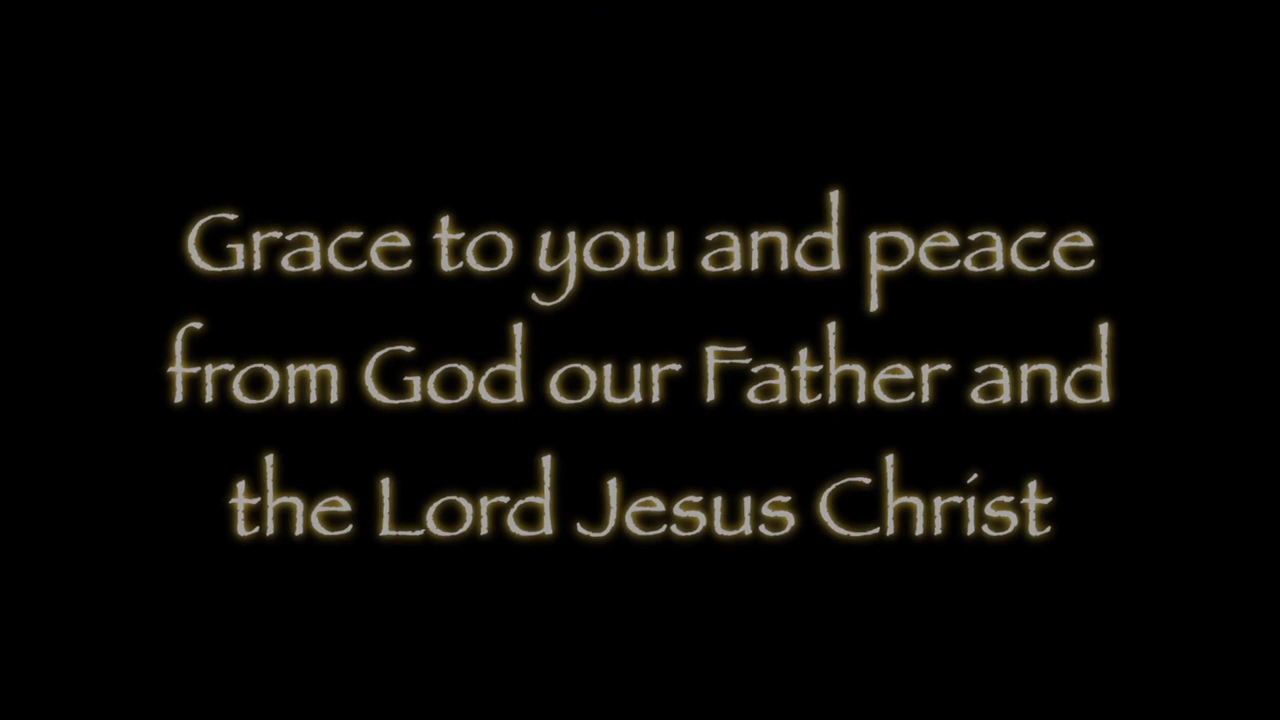 Grace to you and peace
from God our Father and
the Lord Jesus Christ